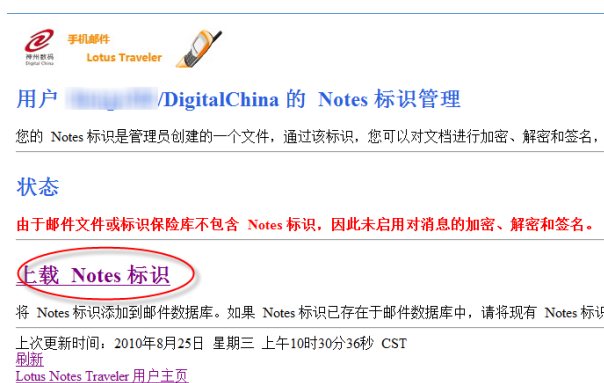 神州数码
Digital China
手机邮件
Lotus Traveler
用户 /DigitalChina 的 Notes 标识管理
您的 Notes 标识是管理员创建的一个文件，通过该标识，您可以对文档进行加密、解密和签名，
状态
由于邮件文件或标识保险库不包含 Notes 标识，因此未启用对消息的加密、解密和签名。
上载 Notes 标识
将 Notes 标识添加到邮件数据库。如果 Notes 标识已存在于邮件数据库中，请将现有 Notes 标识
上次更新时间：2010年8月25日 星期三 上午10时30分36秒 CST
刷新
Lotus Notes Traveler 用户主页